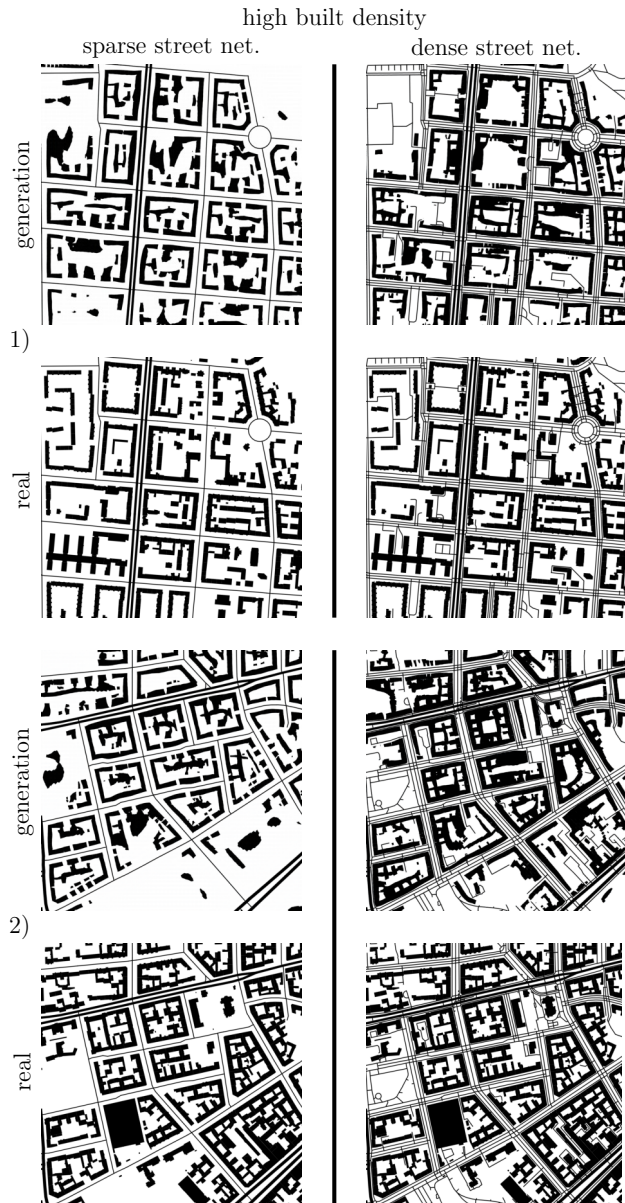 high built density
sparse street net.
dense street net.
generation
1)
real
generation
2)
real